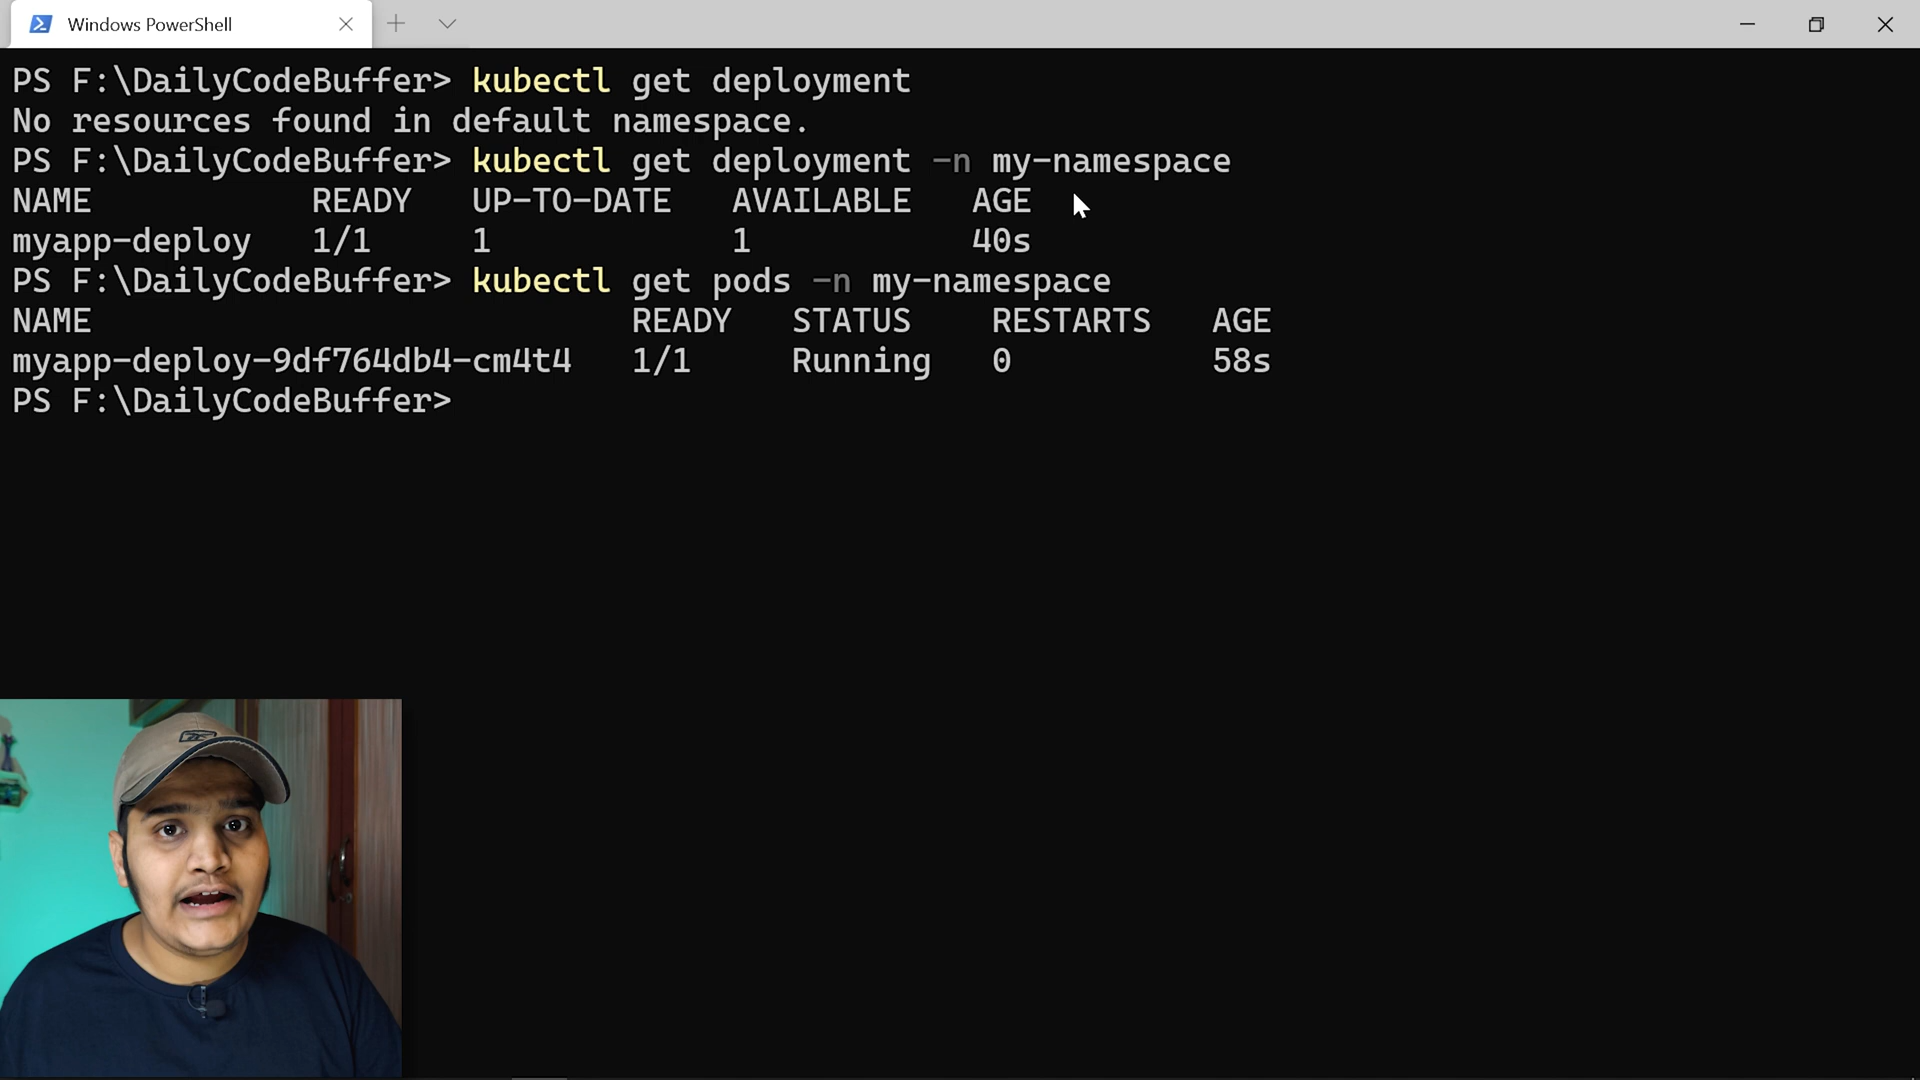 Windows PowerShell
PS F:\DailyCodeBuffer> kubectl get deployment
No resources found in default namespace.
PS F:\DailyCodeBuffer> kubectl get deployment -n my-namespace
NAME READY UP-TO-DATE AVAILABLE AGE
myapp-deploy 1/1 1 1 40s
PS F:\DailyCodeBuffer> kubectl get pods -n my-namespace
NAME READY STATUS RESTARTS AGE
myapp-deploy-9df764db4-cm4t4 1/1 Running 0 58s
PS F:\DailyCodeBuffer>